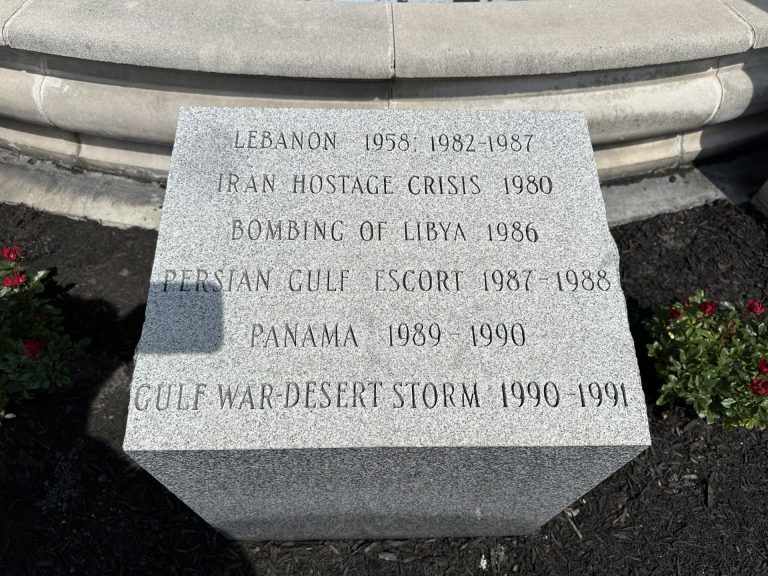 LEBANON 1958; 1982-1987
IRAN HOSTAGE CRISIS 1980
BOMBING OF LIBYA 1986
PERSIAN GULF ESCORT 1987-1988
PANAMA 1989-1990
GULF WAR-DESERT STORM 1990-1991